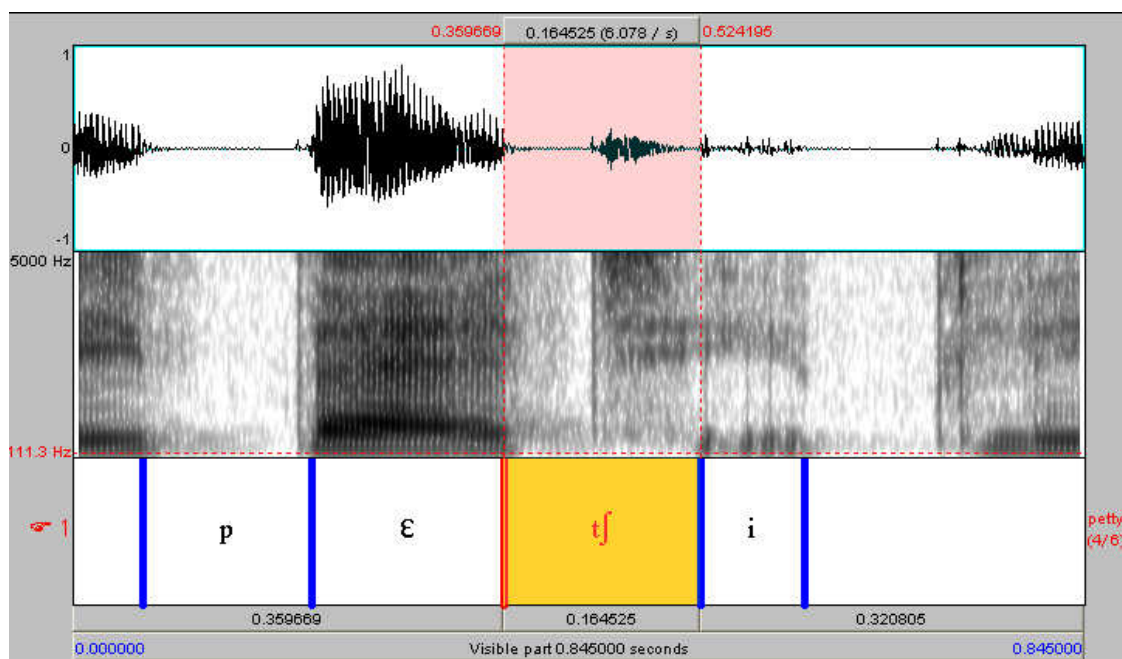 0.359669 0.164525 (6.078 / s) 0.524195
1
0
-1
5000 Hz
111.3 Hz
☞ 1 p ɛ tʃ i petty
(4/6)
0.359669 0.164525 0.320805
0.000000 Visible part 0.845000 seconds 0.845000